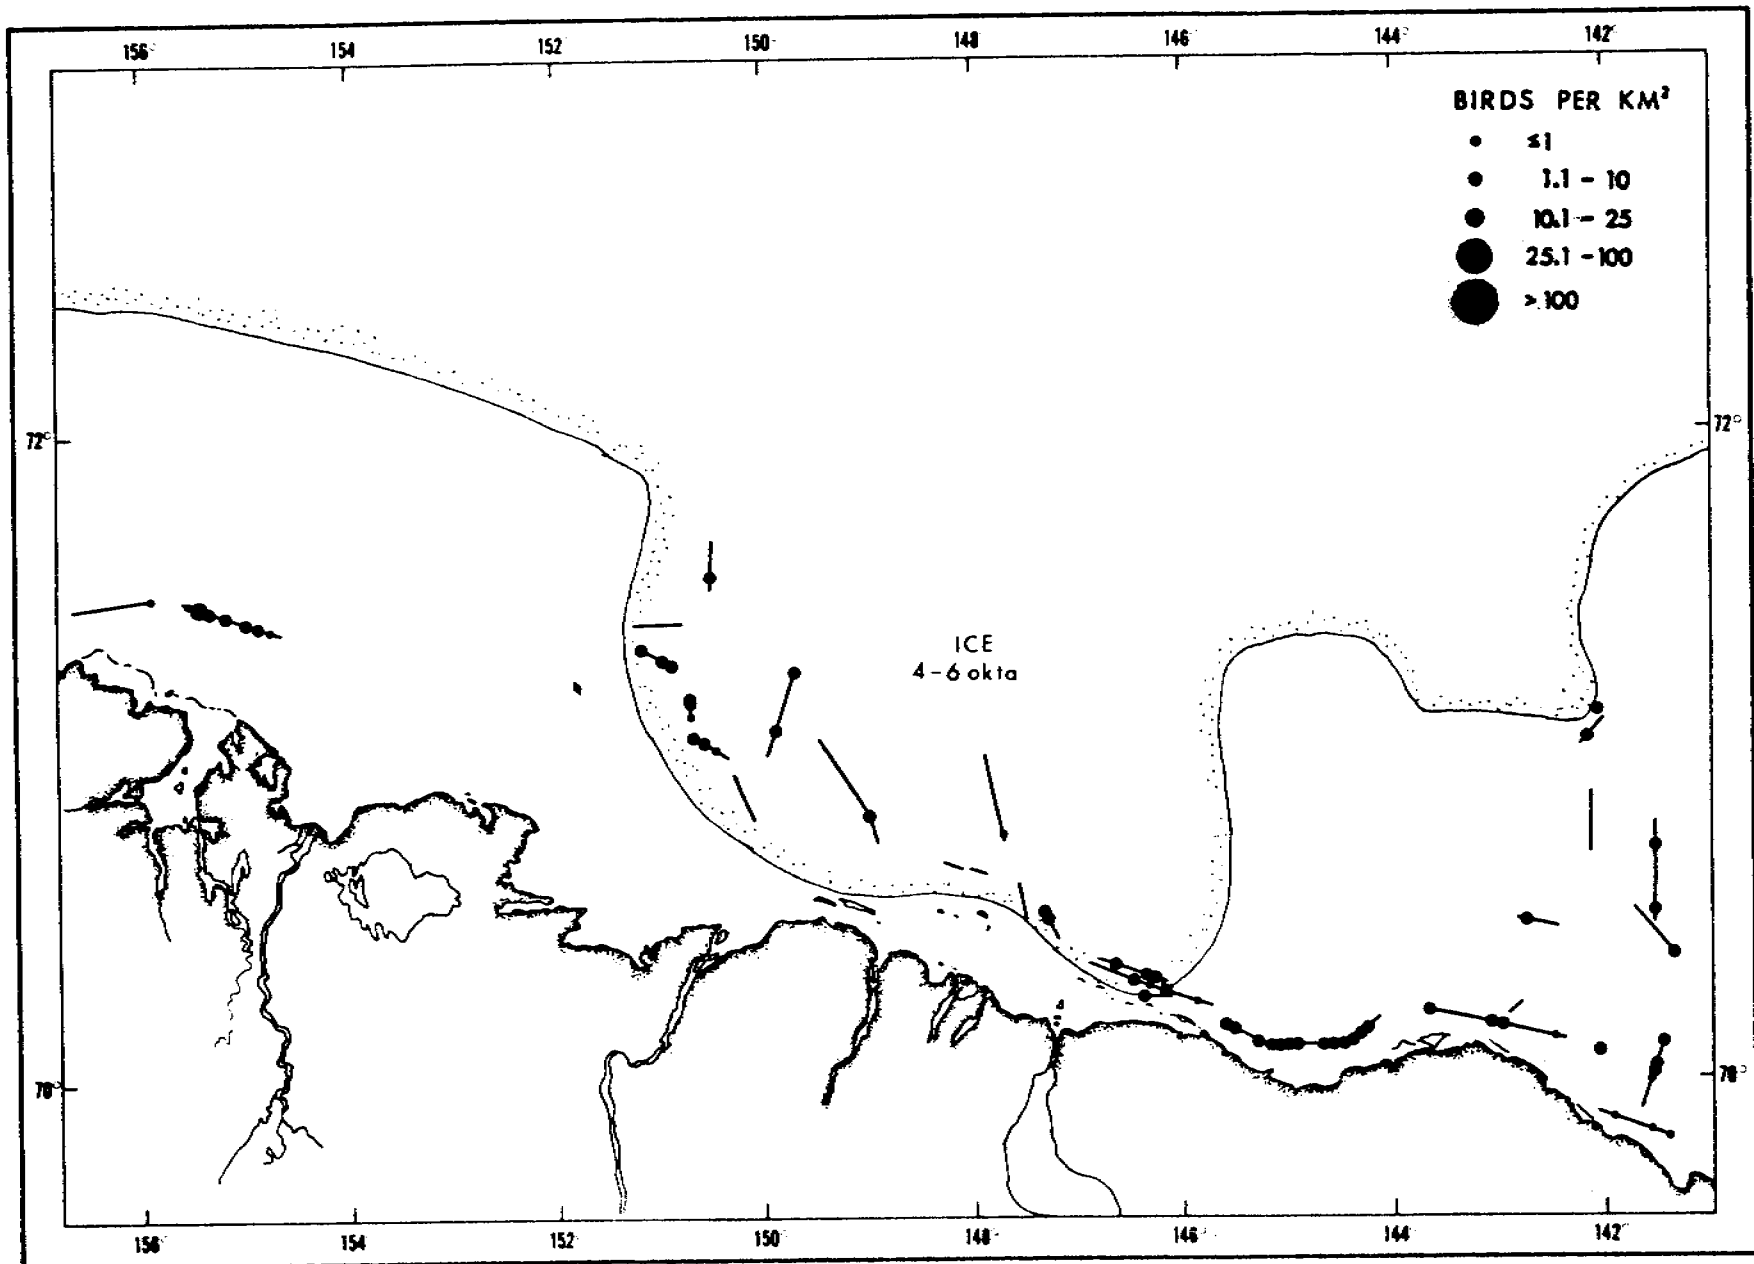 156° 154 152 150 148 146° 144° 142°
BIRDS PER KM²
≤1
1.1 - 10
10.1 - 25
25.1 - 100
> 100
72° 72°
ICE
4-6 okta
70° 70°
156 154 152 150 148 146 144 142